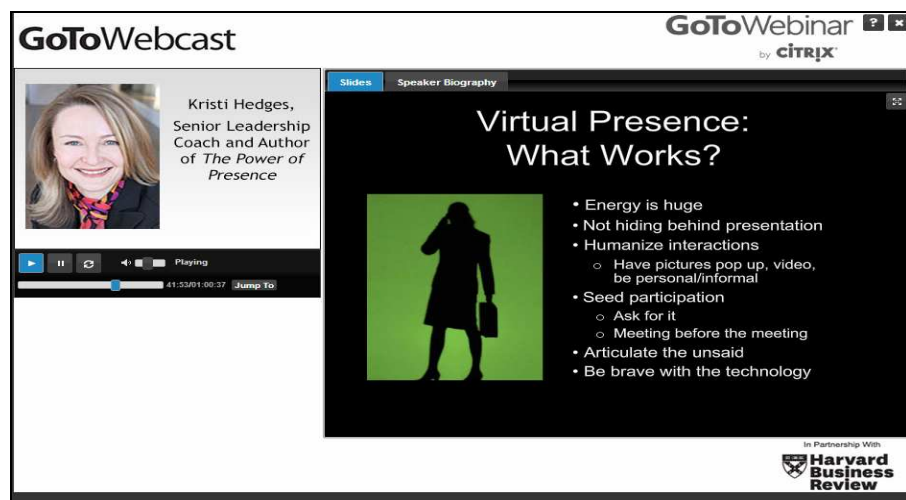 GoToWebcast
GoToWebinar
by CITRIX
? ×
Kristi Hedges,
Senior Leadership
Coach and Author
of The Power of
Presence
Playing
41:53/01:00:37 Jump To
Slides Speaker Biography
Virtual Presence:
What Works?
• Energy is huge
• Not hiding behind presentation
• Humanize interactions
o Have pictures pop up, video,
be personal/informal
• Seed participation
o Ask for it
o Meeting before the meeting
• Articulate the unsaid
• Be brave with the technology
In Partnership With
Harvard
Business
Review